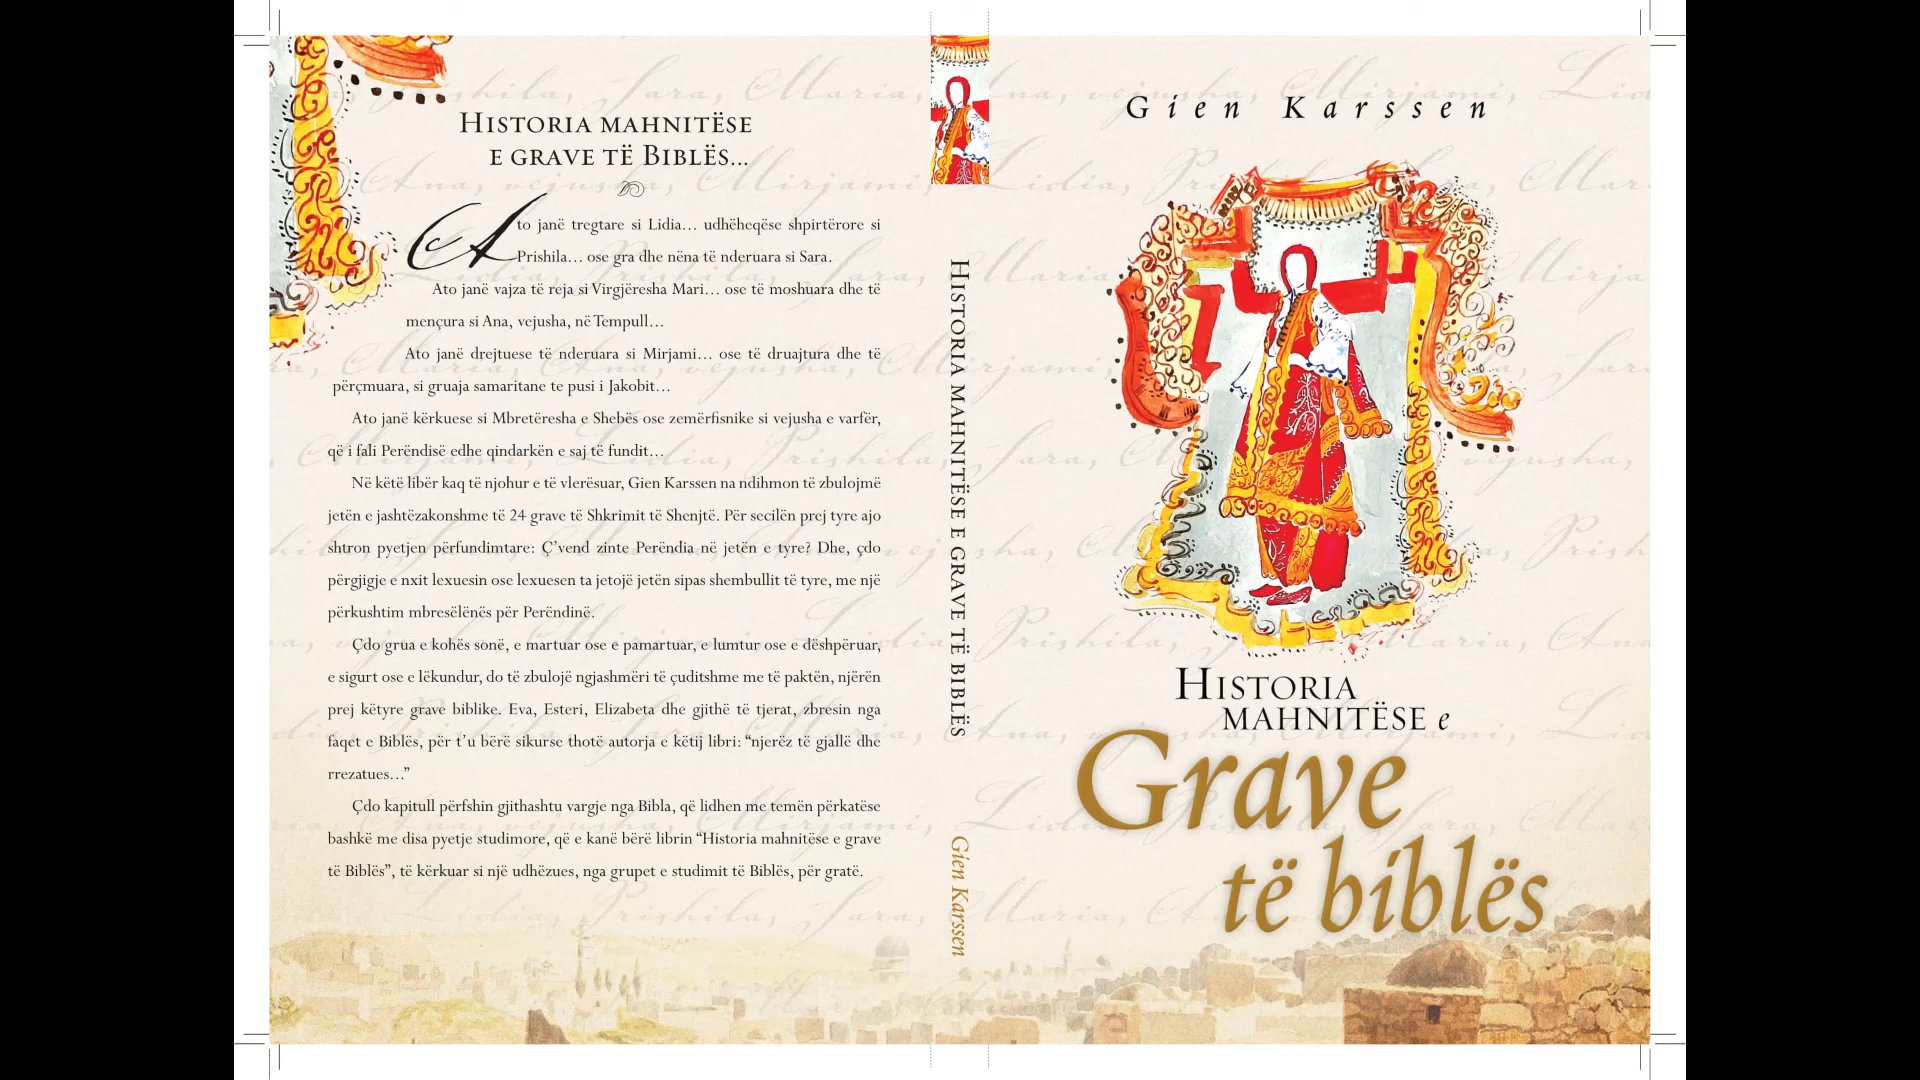 Historia mahnitëse
e grave të Biblës...
Ato janë tregtare si Lidia... udhëheqëse shpirtërore si
Prishila... ose gra dhe nëna të nderuara si Sara.
Ato janë vajza të reja si Virgjëresha Mari... ose të moshuara dhe të
mençura si Ana, vejusha, në Tempull...
Ato janë drejtuese të nderuara si Mirjami... ose të druajtura dhe të
përçmuara, si gruaja samaritane te pusi i Jakobit...
Ato janë kërkuese si Mbretëresha e Shebës ose zemërfisnike si vejusha e varfër,
që i fali Perëndisë edhe qindarkën e saj të fundit...
Në këtë libër kaq të njohur e të vlerësuar, Gien Karssen na ndihmon të zbulojmë
jetën e jashtëzakonshme të 24 grave të Shkrimit të Shenjtë. Për secilën prej tyre ajo
shtron pyetjen përfundimtare: Ç’vend zinte Perëndia në jetën e tyre? Dhe, çdo
përgjigje e nxit lexuesin ose lexuesen ta jetojë jetën sipas shembullit të tyre, me një
përkushtim mbresëlënës për Perëndinë.
Çdo grua e kohës sonë, e martuar ose e pamartuar, e lumtur ose e dëshpëruar,
e sigurt ose e lëkundur, do të zbulojë ngjashmëri të çuditshme me të paktën, njërën
prej këtyre grave biblike. Eva, Esteri, Elizabeta dhe gjithë të tjerat, zbresin nga
faqet e Biblës, për t’u bërë sikurse thotë autorja e këtij libri: “njerëz të gjallë dhe
rrezatues...”
Çdo kapitull përfshin gjithashtu vargje nga Bibla, që lidhen me temën përkatëse
bashkë me disa pyetje studimore, që e kanë bërë librin “Historia mahnitëse e grave
të Biblës”, të kërkuar si një udhëzues, nga grupet e studimit të Biblës, për gratë.
Historia mahnitëse e grave të Biblës
Gien Karssen
Gien Karssen
Historia
mahnitëse e
Grave
të biblës